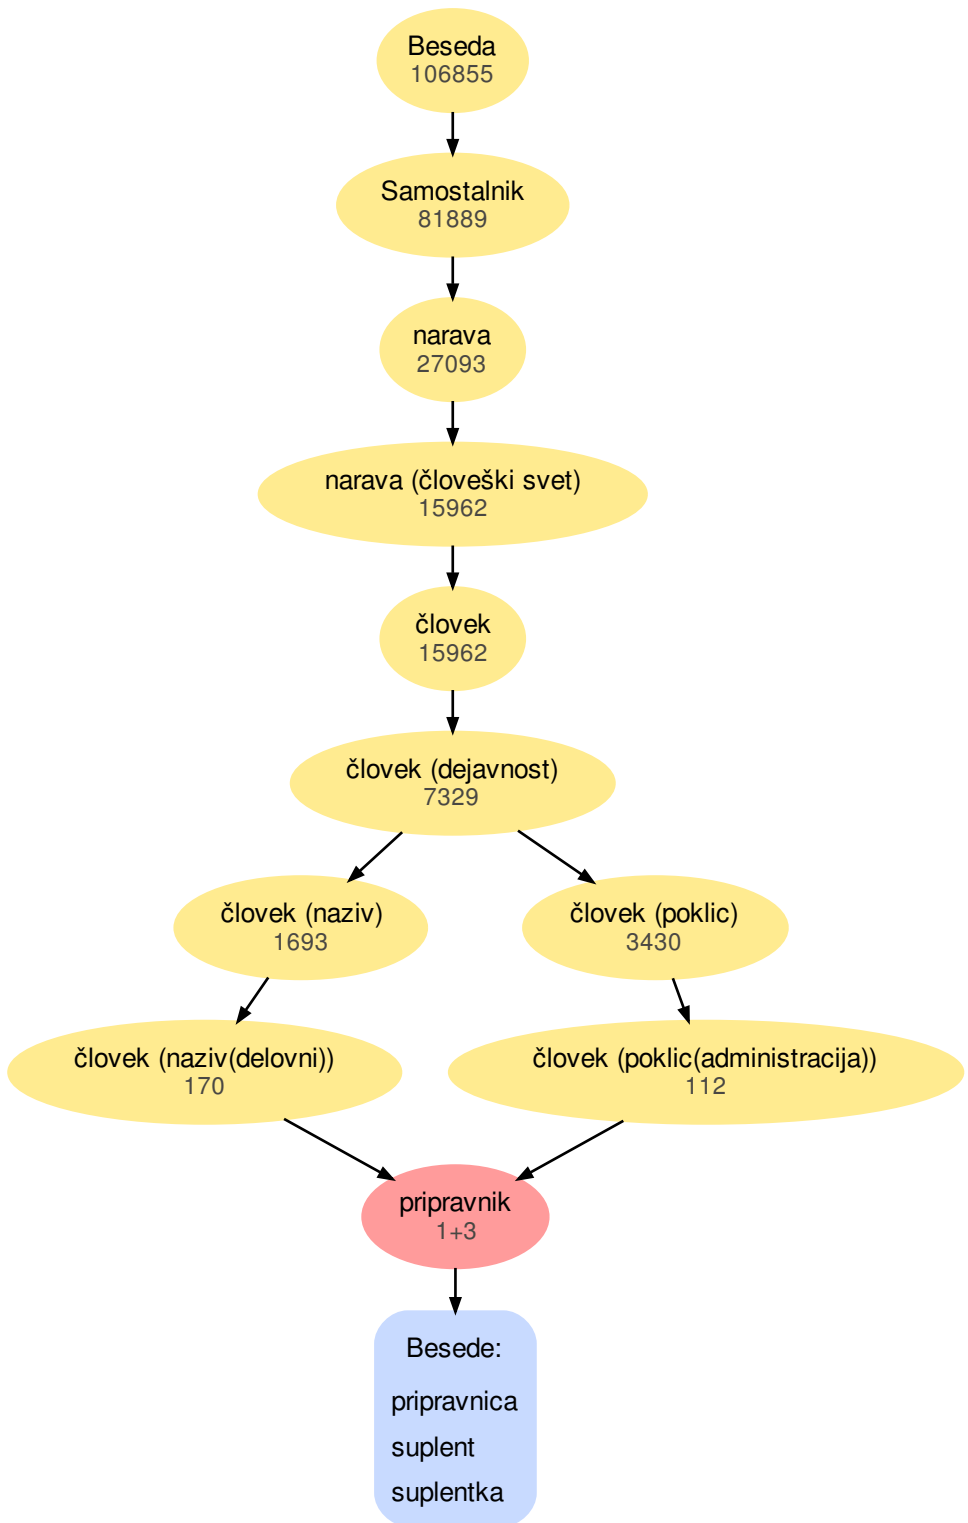 Beseda
106855
Samostalnik
81889
narava
27093
narava (človeški svet)
15962
človek
15962
človek (dejavnost)
7329
človek (naziv)
1693
človek (poklic)
3430
človek (naziv(delovni))
170
človek (poklic(administracija))
112
pripravnik
1+3
Besede:
pripravnica
suplent
suplentka